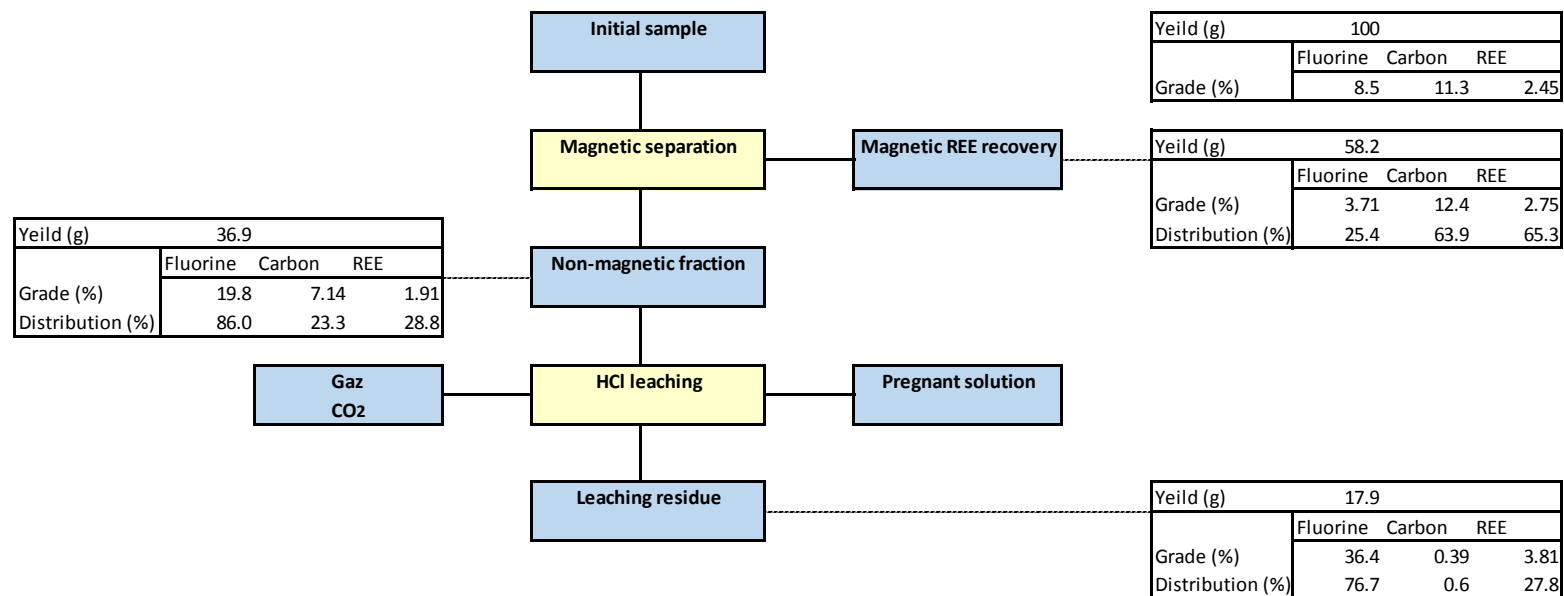 Initial sample
Yeild (g) 100
Fluorine Carbon REE
Grade (%) 8.5 11.3 2.45
Magnetic separation
Magnetic REE recovery
Yeild (g) 58.2
Fluorine Carbon REE
Grade (%) 3.71 12.4 2.75
Distribution (%) 25.4 63.9 65.3
Yeild (g) 36.9
Fluorine Carbon REE
Grade (%) 19.8 7.14 1.91
Distribution (%) 86.0 23.3 28.8
Non-magnetic fraction
Gaz
CO2
HCl leaching
Pregnant solution
Leaching residue
Yeild (g) 17.9
Fluorine Carbon REE
Grade (%) 36.4 0.39 3.81
Distribution (%) 76.7 0.6 27.8